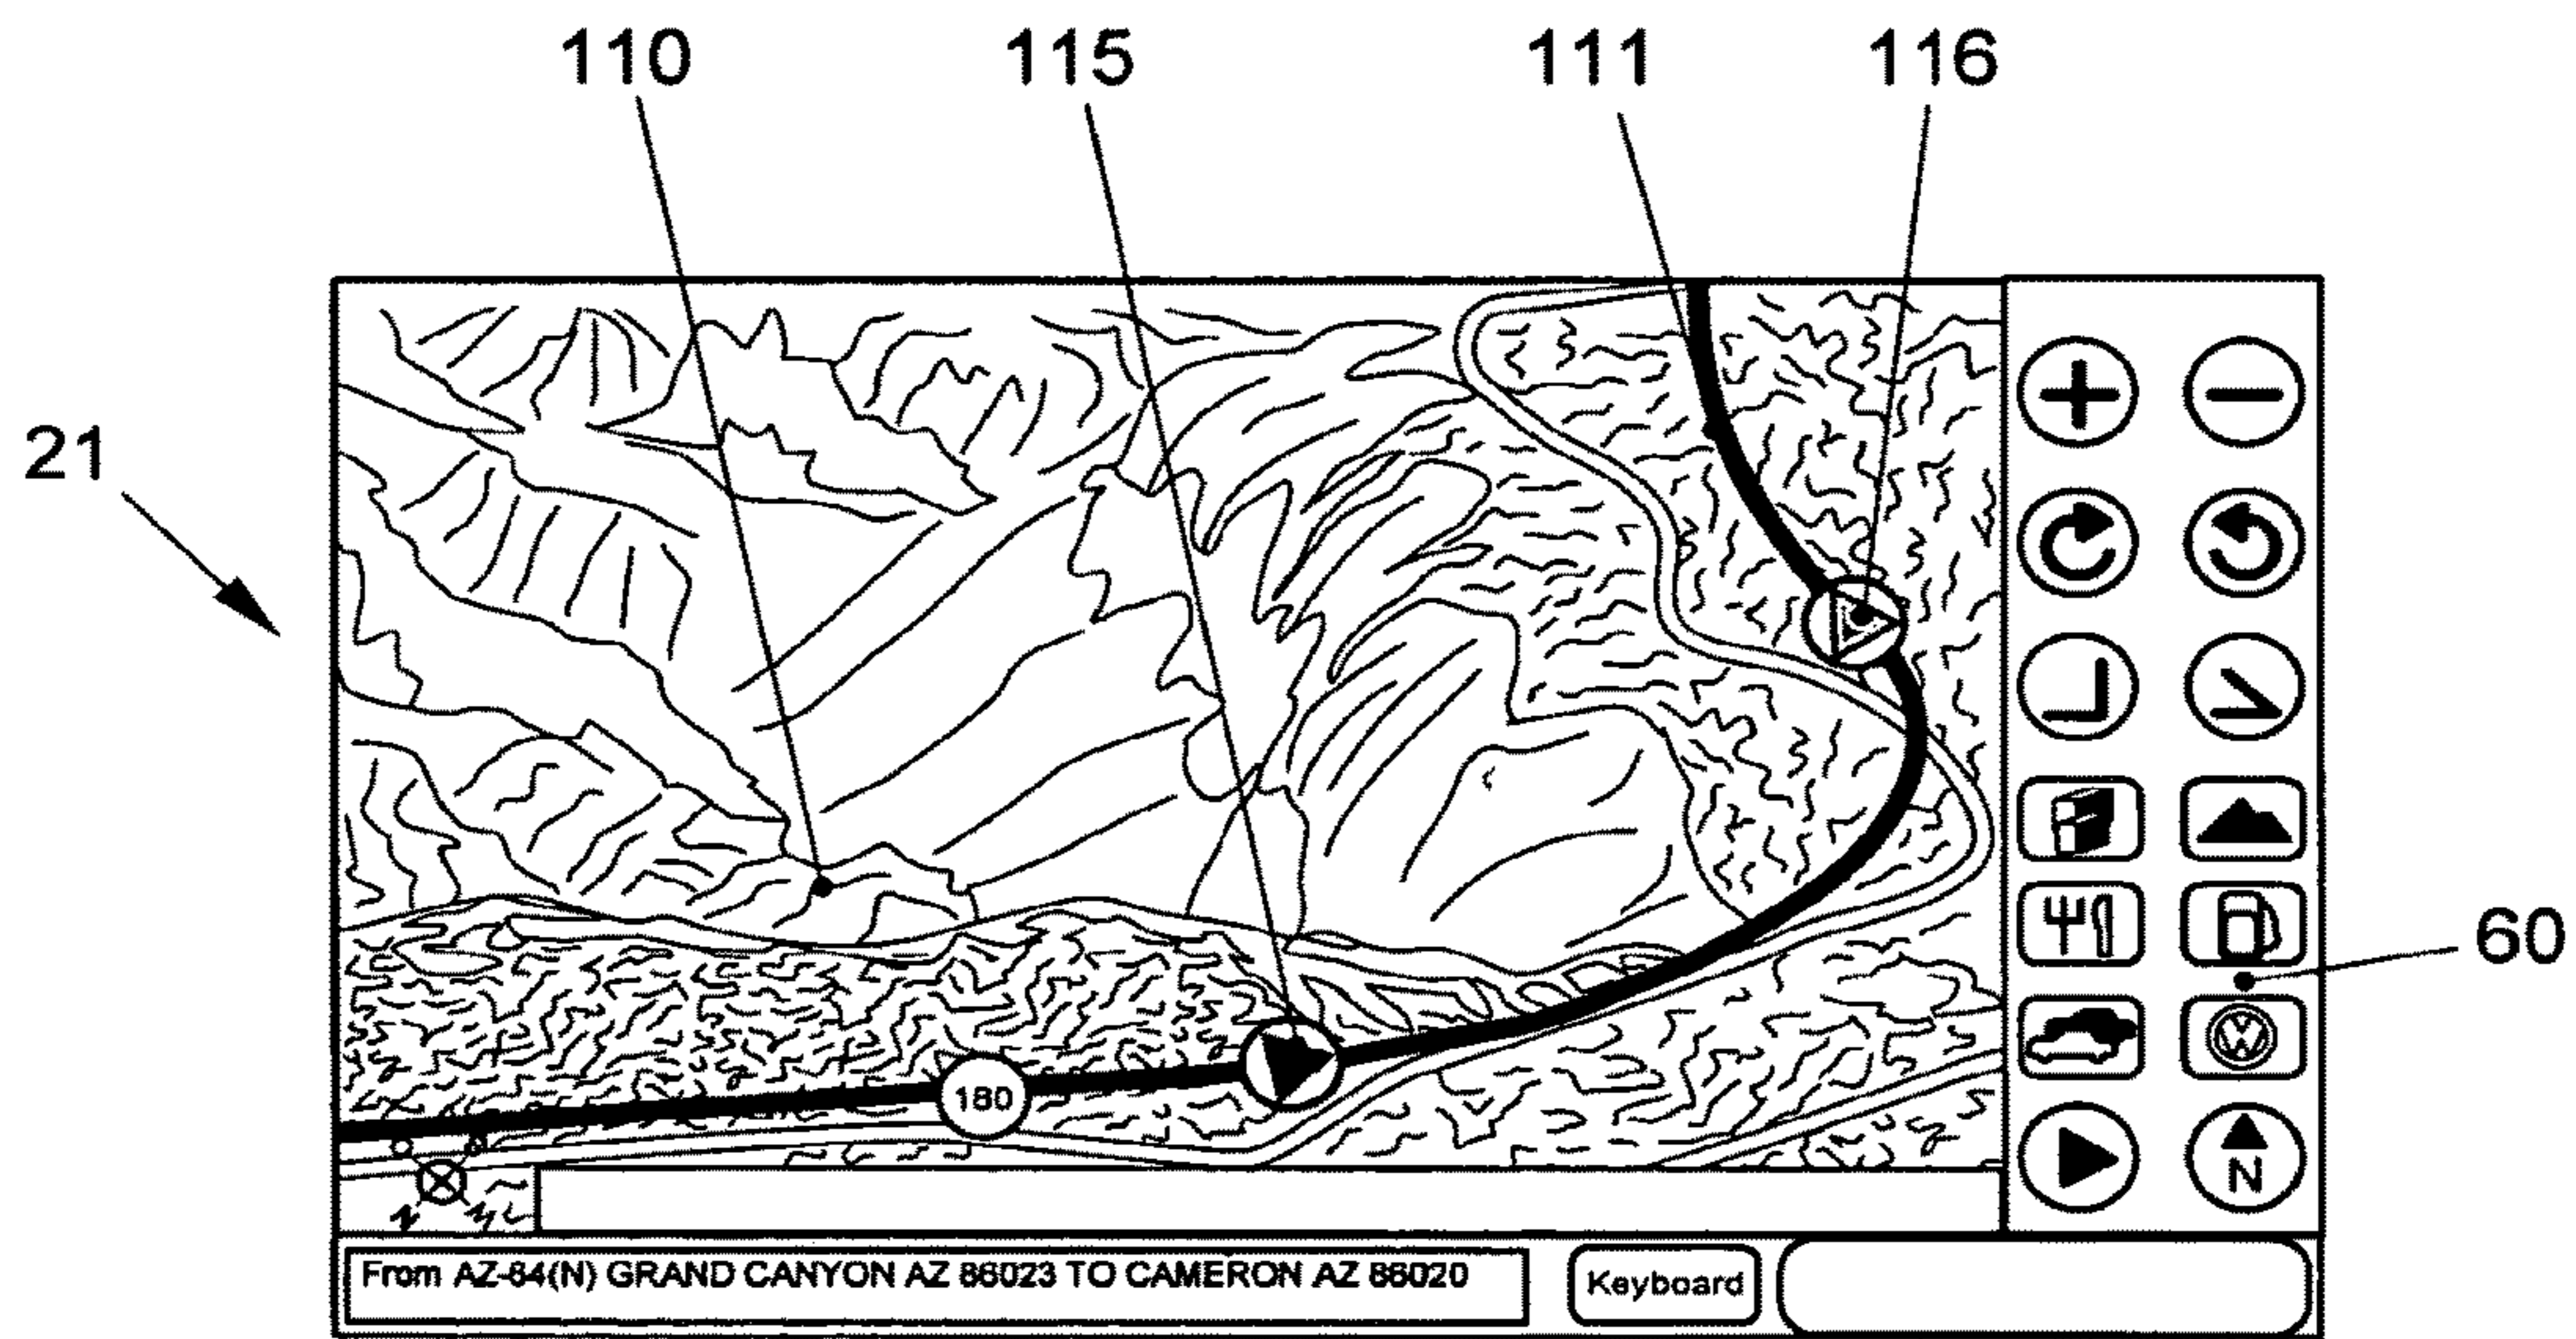 110 115 111 116
21
60
180
N
From AZ-64(N) GRAND CANYON AZ 86023 TO CAMERON AZ 86020
Keyboard